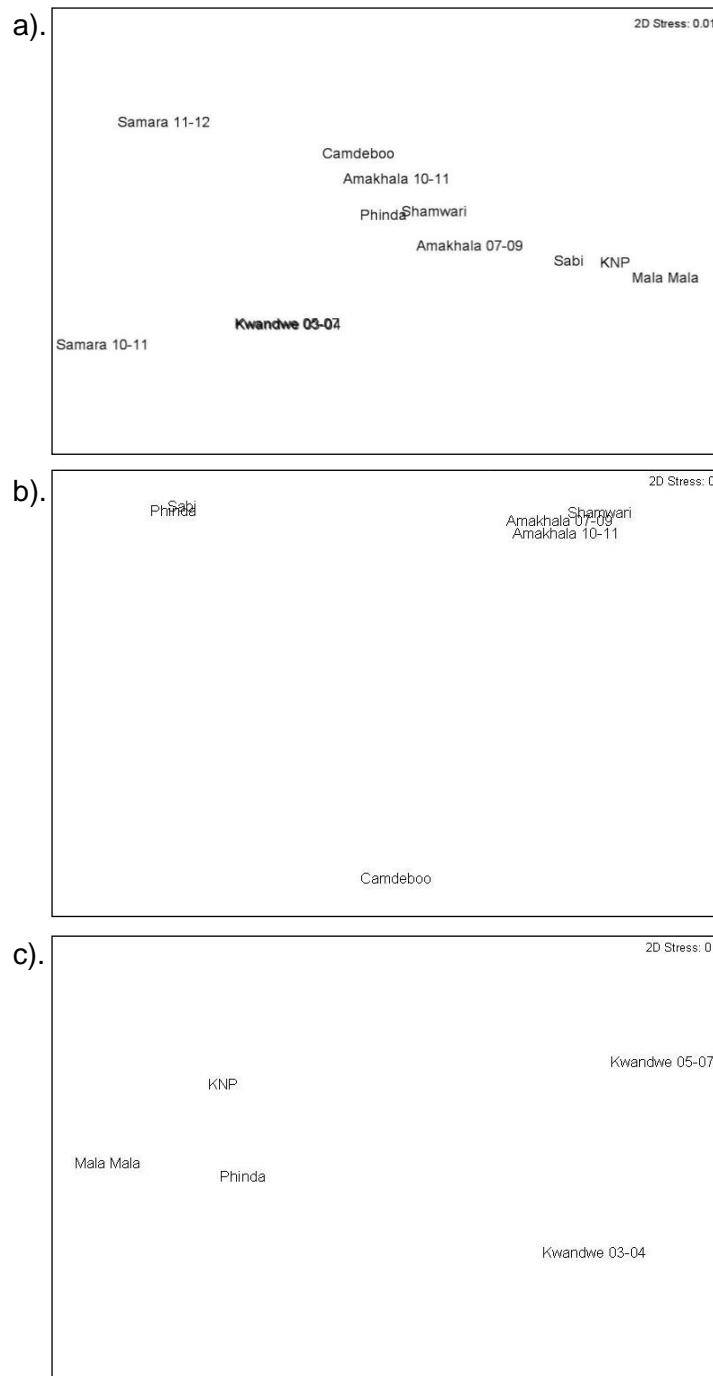 a).
2D Stress: 0.01
Samara 11-12
Camdeboo
Amakhala 10-11
Phinda
Shamwari
Amakhala 07-09
Sabi
KNP
Mala Mala
Kwandwe
Samara 10-11
b).
2D Stress: 0
Sabi
Phinda
Shamwari
Amakhala 07-09
Amakhala 10-11
Camdeboo
c).
2D Stress: 0
Kwandwe 05-07
KNP
Mala Mala
Phinda
Kwandwe 03-04